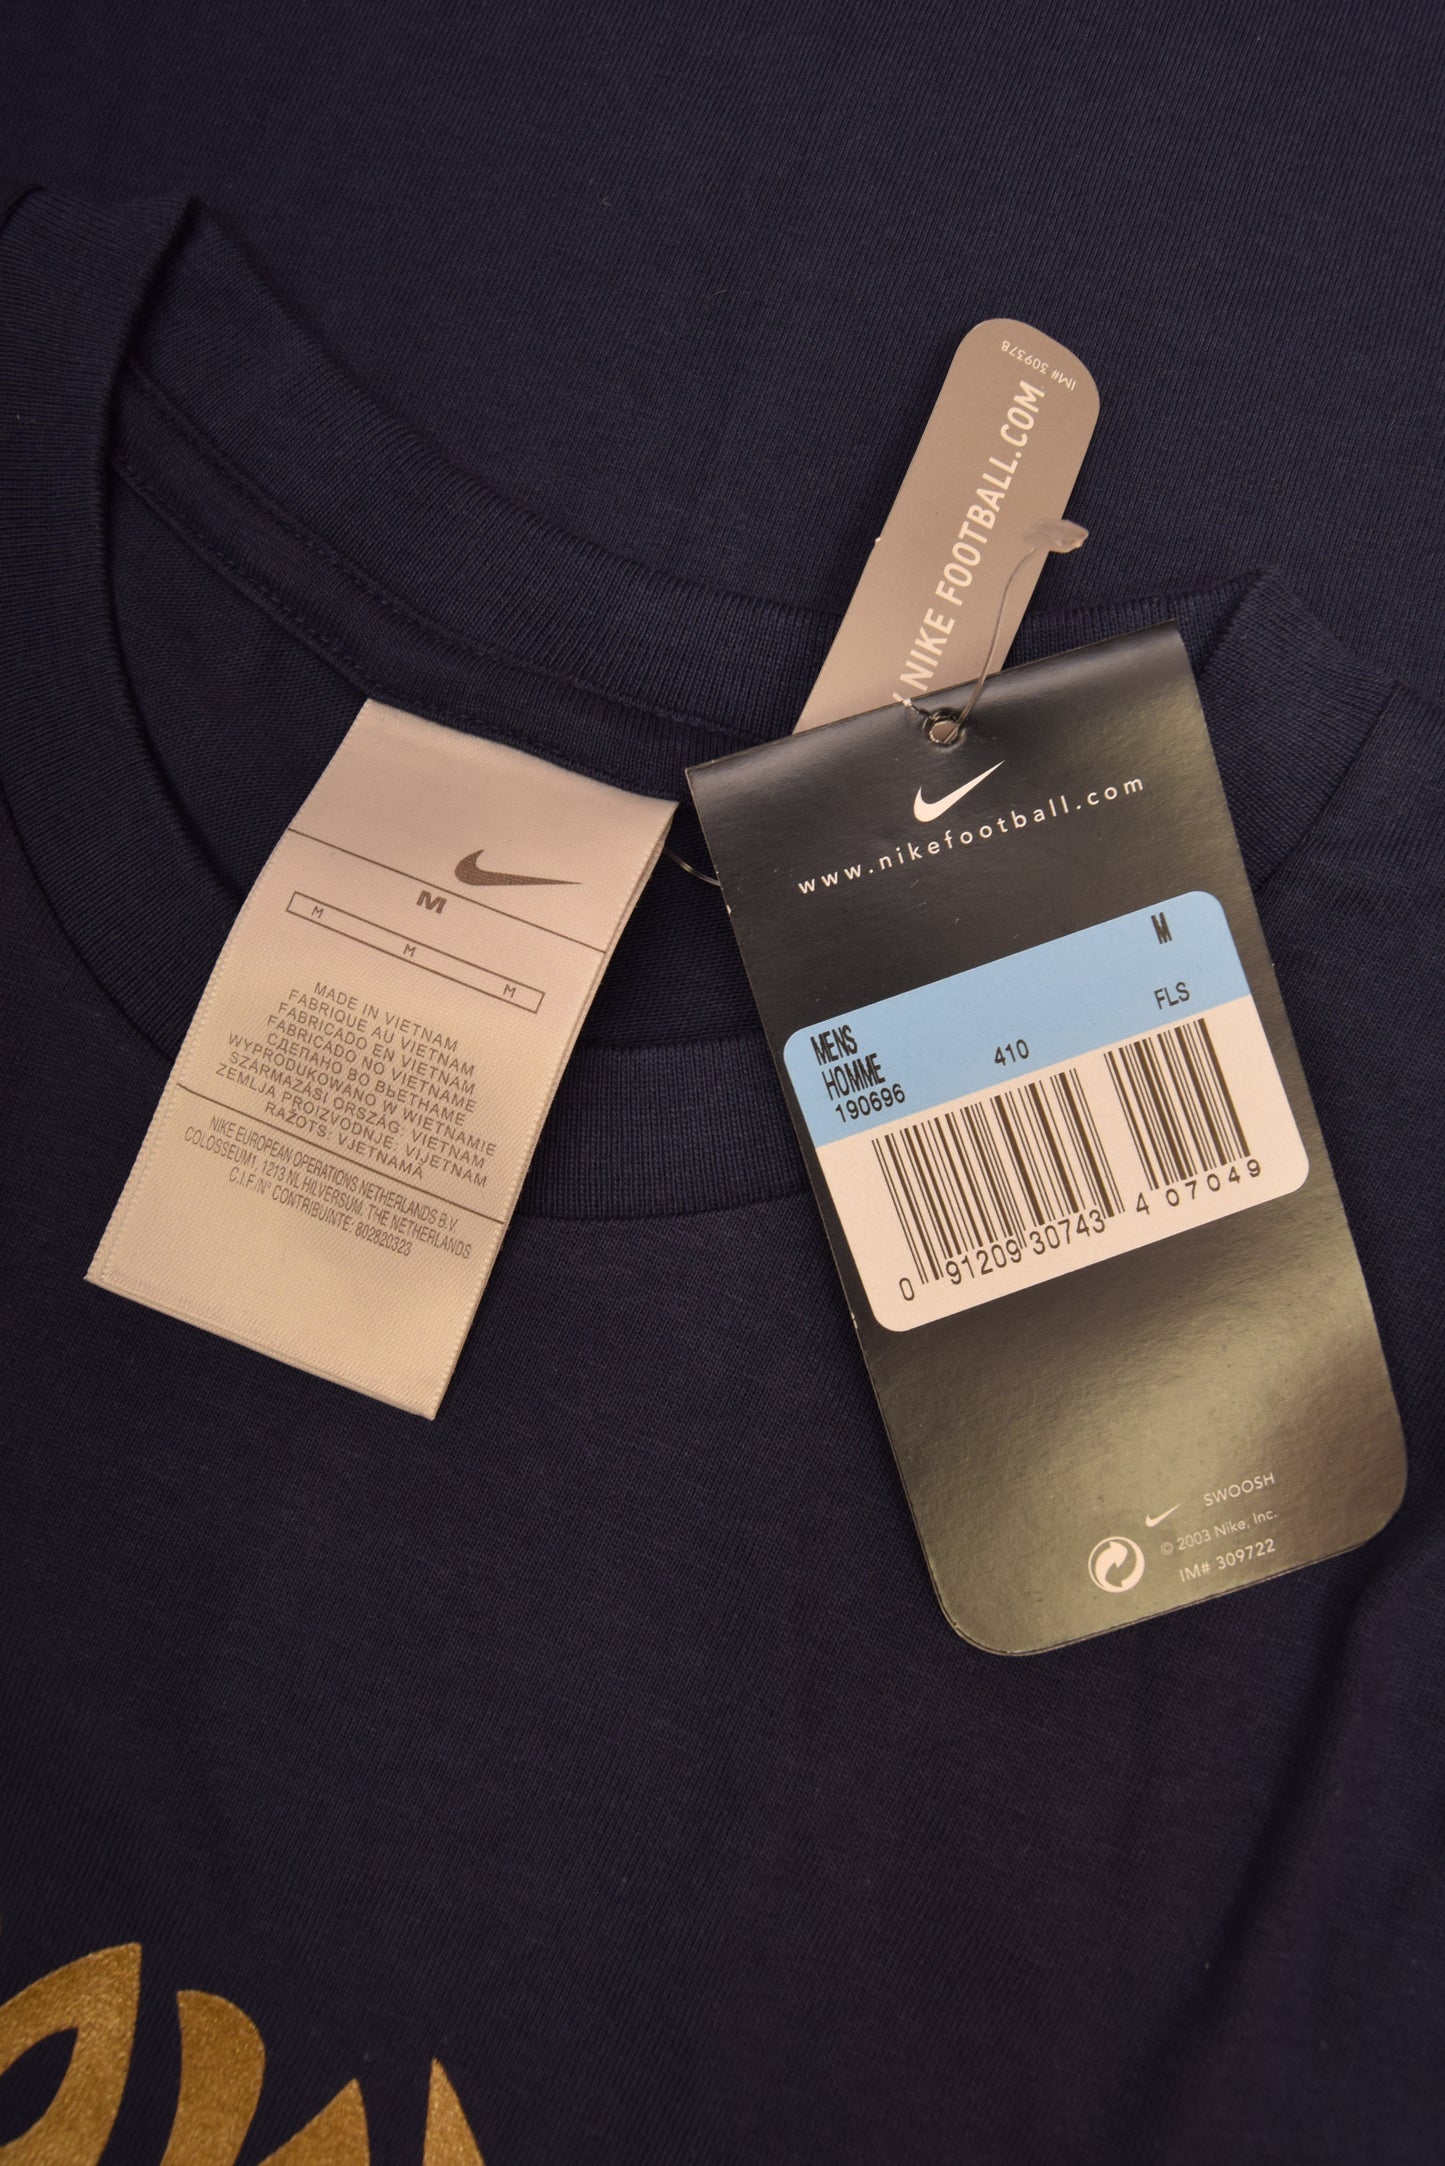 IM# 309378
NIKE FOOTBALL.COM
www.nikefootball.com
M
FLS
MENS
HOMME
190696
410
0 91209 30743 4 07049
SWOOSH
© 2003 Nike, Inc.
IM# 309722
M
M M M
MADE IN VIETNAM
FABRIQUE AU VIETNAM
FABRICADO EN VIETNAM
FABRICADO NO VIETNAM
СДЕЛАНО ВО ВЬЕТНАМЕ
WYPRODUKOWANO W WIETNAMIE
SZÁRMAZÁSI ORSZÁG: VIETNAM
ZEMLJA PROIZVODNJE: VIJETNAM
RAŽOTS: VJETNAMĀ
NIKE EUROPEAN OPERATIONS NETHERLANDS B.V.
COLOSSEUM1, 1213 NL HILVERSUM, THE NETHERLANDS
C.I.F./N° CONTRIBUINTE: 802820323